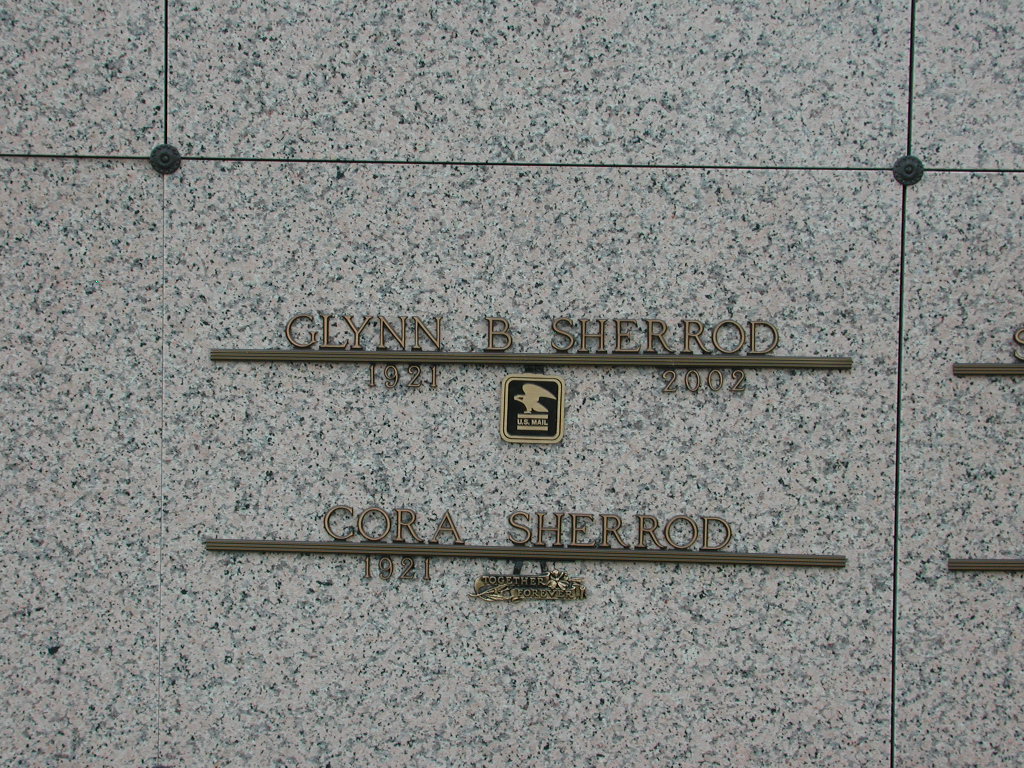 GLYNN B SHERROD
1921 2002
U.S. MAIL
CORA SHERROD
1921
TOGETHER
FOREVER
S